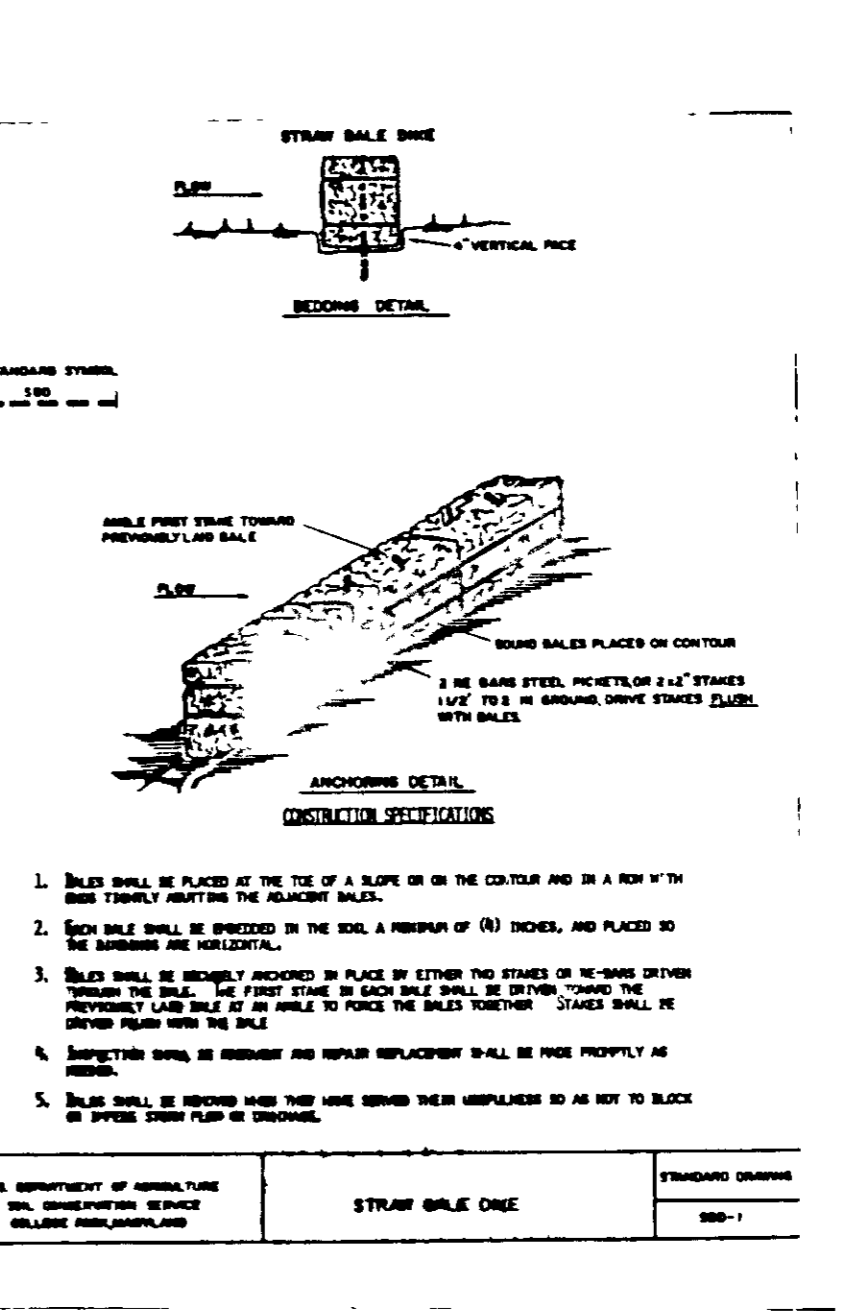 STRAW BALE DIKE
FLOW
4" VERTICAL FACE
BEDDING DETAIL
STANDARD SYMBOL
SBD
ANGLE FIRST STAKE TOWARD
PREVIOUSLY LAID BALE
FLOW
BOUND BALES PLACED ON CONTOUR
2 RE BARS STEEL PICKETS, OR 2"x2" STAKES
1 1/2' TO 2' IN GROUND, DRIVE STAKES FLUSH
WITH BALES.
ANCHORING DETAIL
CONSTRUCTION SPECIFICATIONS
1. BALES SHALL BE PLACED AT THE TOE OF A SLOPE OR ON THE CONTOUR AND IN A ROW WITH
ENDS TIGHTLY ABUTTING THE ADJACENT BALES.
2. EACH BALE SHALL BE EMBEDDED IN THE SOIL A MINIMUM OF (4) INCHES, AND PLACED SO
THE BINDINGS ARE HORIZONTAL.
3. BALES SHALL BE SECURELY ANCHORED IN PLACE BY EITHER TWO STAKES OR RE-BARS DRIVEN
THROUGH THE BALE. THE FIRST STAKE IN EACH BALE SHALL BE DRIVEN TOWARD THE
PREVIOUSLY LAID BALE AT AN ANGLE TO FORCE THE BALES TOGETHER STAKES SHALL BE
DRIVEN FLUSH WITH THE BALE
4. INSPECTION SHALL BE FREQUENT AND REPAIR REPLACEMENT SHALL BE MADE PROMPTLY AS
NEEDED.
5. BALES SHALL BE REMOVED WHEN THEY HAVE SERVED THEIR USEFULNESS SO AS NOT TO BLOCK
OR IMPEDE STORM FLOW OR DRAINAGE.
S. DEPARTMENT OF AGRICULTURE
SOIL CONSERVATION SERVICE
COLLEGE PARK, MARYLAND
STRAW BALE DIKE
STANDARD DRAWING
SBD-1